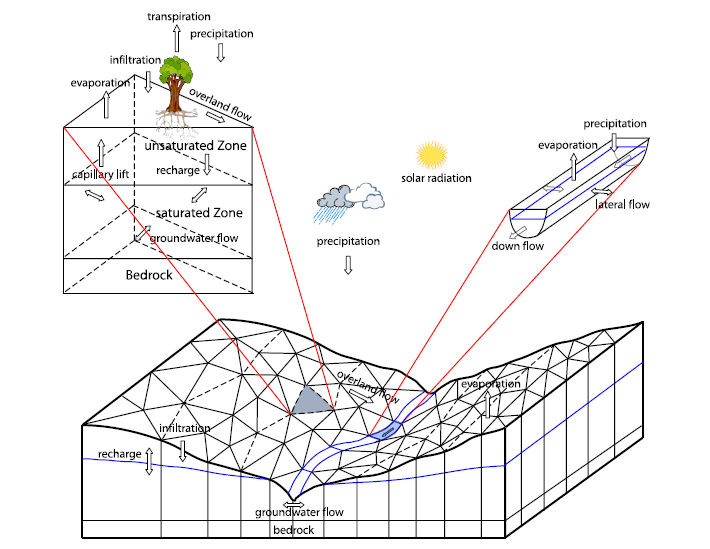 transpiration
precipitation
infiltration
evaporation
overland flow
unsaturated Zone
recharge
capillary lift
saturated Zone
groundwater flow
Bedrock
solar radiation
precipitation
precipitation
evaporation
lateral flow
down flow
overland flow
evaporation
infiltration
recharge
groundwater flow
bedrock